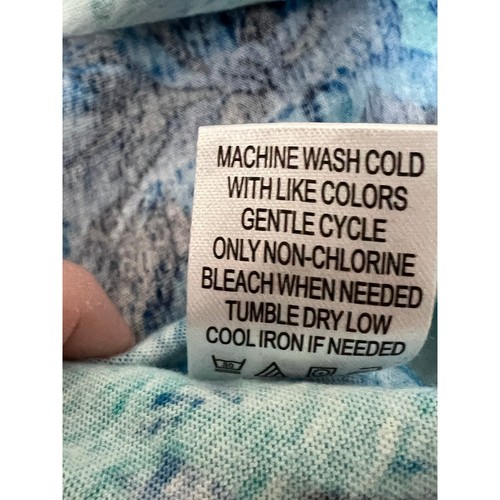 MACHINE WASH COLD
WITH LIKE COLORS
GENTLE CYCLE
ONLY NON-CHLORINE
BLEACH WHEN NEEDED
TUMBLE DRY LOW
COOL IRON IF NEEDED
30